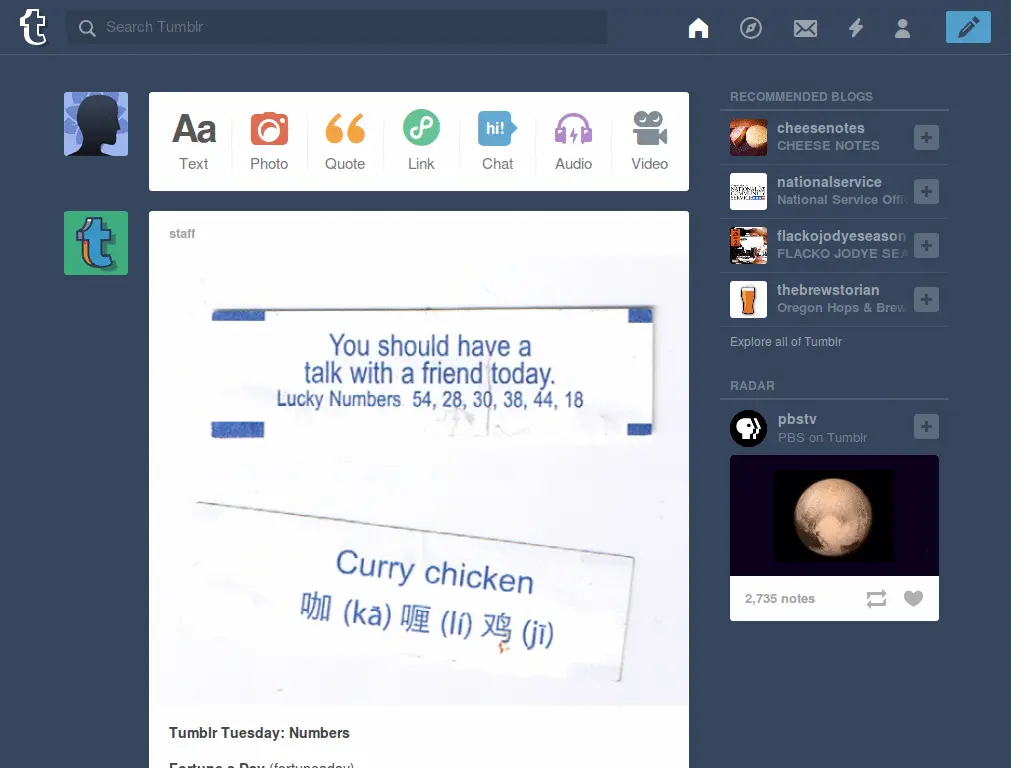 Search Tumblr
Aa
hi!
Text
Photo
Quote
Link
Chat
Audio
Video
staff
You should have a
talk with a friend today.
Lucky Numbers 54, 28, 30, 38, 44, 18
Curry chicken
咖 (kā) 喱 (lí) 鸡 (jī)
Tumblr Tuesday: Numbers
Fortune a Day (fortuneaday)
RECOMMENDED BLOGS
cheesenotes
CHEESE NOTES
nationalservice
National Service Offi
flackojodyeseason
FLACKO JODYE SEA
thebrewstorian
Oregon Hops & Brew
Explore all of Tumblr
RADAR
pbstv
PBS on Tumblr
2,735 notes